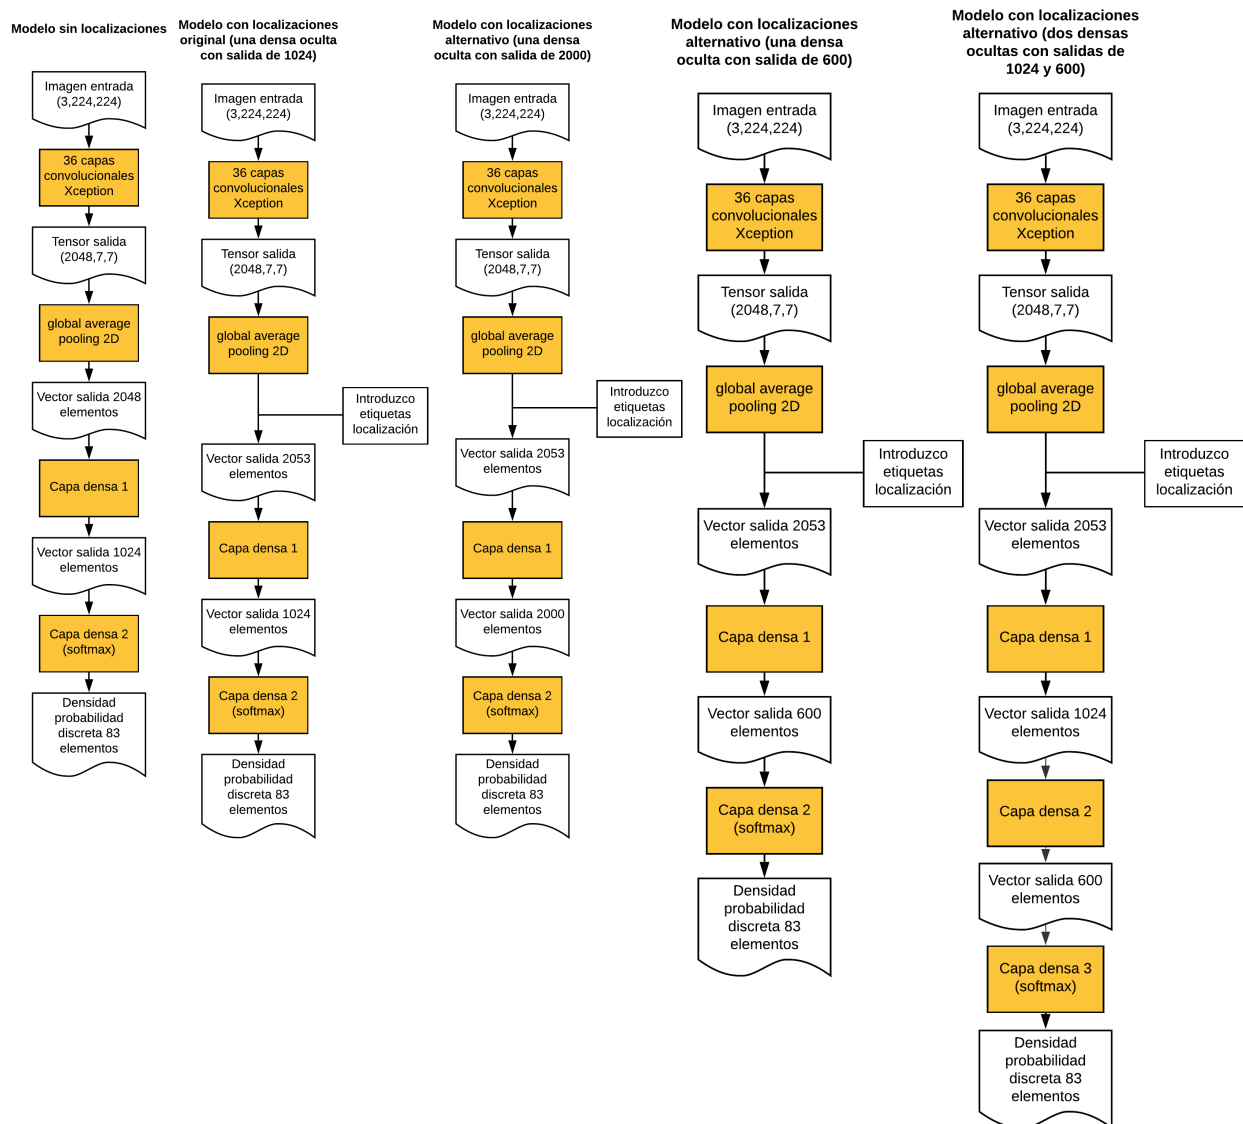 Modelo sin localizaciones
Imagen entrada
(3,224,224)
36 capas
convolucionales
Xception
Tensor salida
(2048,7,7)
global average
pooling 2D
Vector salida 2048
elementos
Capa densa 1
Vector salida 1024
elementos
Capa densa 2
(softmax)
Densidad
probabilidad
discreta 83
elementos
Modelo con localizaciones
original (una densa oculta
con salida de 1024)
Imagen entrada
(3,224,224)
36 capas
convolucionales
Xception
Tensor salida
(2048,7,7)
global average
pooling 2D
Introduzco
etiquetas
localización
Vector salida 2053
elementos
Capa densa 1
Vector salida 1024
elementos
Capa densa 2
(softmax)
Densidad
probabilidad
discreta 83
elementos
Modelo con localizaciones
alternativo (una densa
oculta con salida de 2000)
Imagen entrada
(3,224,224)
36 capas
convolucionales
Xception
Tensor salida
(2048,7,7)
global average
pooling 2D
Introduzco
etiquetas
localización
Vector salida 2053
elementos
Capa densa 1
Vector salida 2000
elementos
Capa densa 2
(softmax)
Densidad
probabilidad
discreta 83
elementos
Modelo con localizaciones
alternativo (una densa
oculta con salida de 600)
Imagen entrada
(3,224,224)
36 capas
convolucionales
Xception
Tensor salida
(2048,7,7)
global average
pooling 2D
Introduzco
etiquetas
localización
Vector salida 2053
elementos
Capa densa 1
Vector salida 600
elementos
Capa densa 2
(softmax)
Densidad
probabilidad
discreta 83
elementos
Modelo con localizaciones
alternativo (dos densas
ocultas con salidas de
1024 y 600)
Imagen entrada
(3,224,224)
36 capas
convolucionales
Xception
Tensor salida
(2048,7,7)
global average
pooling 2D
Introduzco
etiquetas
localización
Vector salida 2053
elementos
Capa densa 1
Vector salida 1024
elementos
Capa densa 2
Vector salida 600
elementos
Capa densa 3
(softmax)
Densidad
probabilidad
discreta 83
elementos